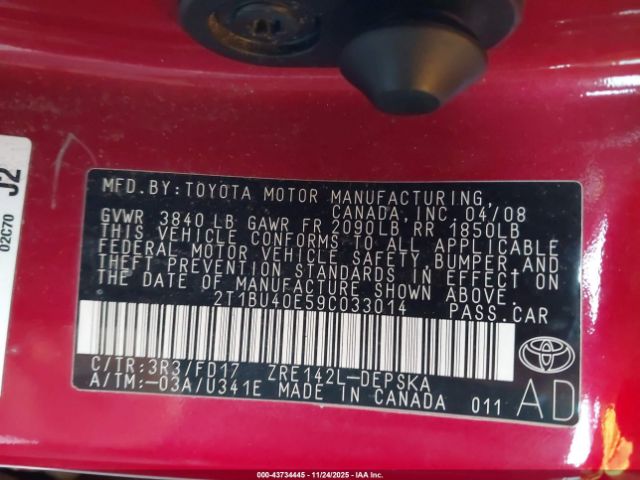 J2
02C70
MFD.BY:TOYOTA MOTOR MANUFACTURING,
CANADA.INC.04/08
GVWR 3840 LB GAWR FR 2090LB RR 1850LB
THIS VEHICLE CONFORMS TO ALL APPLICABLE
FEDERAL MOTOR VEHICLE SAFETY, BUMPER, AND
THEFT PREVENTION STANDARDS IN EFFECT ON
THE DATE OF MANUFACTURE SHOWN ABOVE.
2T1BU40E59C033014 PASS.CAR
C/TR:3R3/FD17 ZRE142L-DEPSKA
A/TM:-03A/U341E MADE IN CANADA 011
TOYOTA
AD
000-43734445 - 11/24/2025 - IAA, Inc.